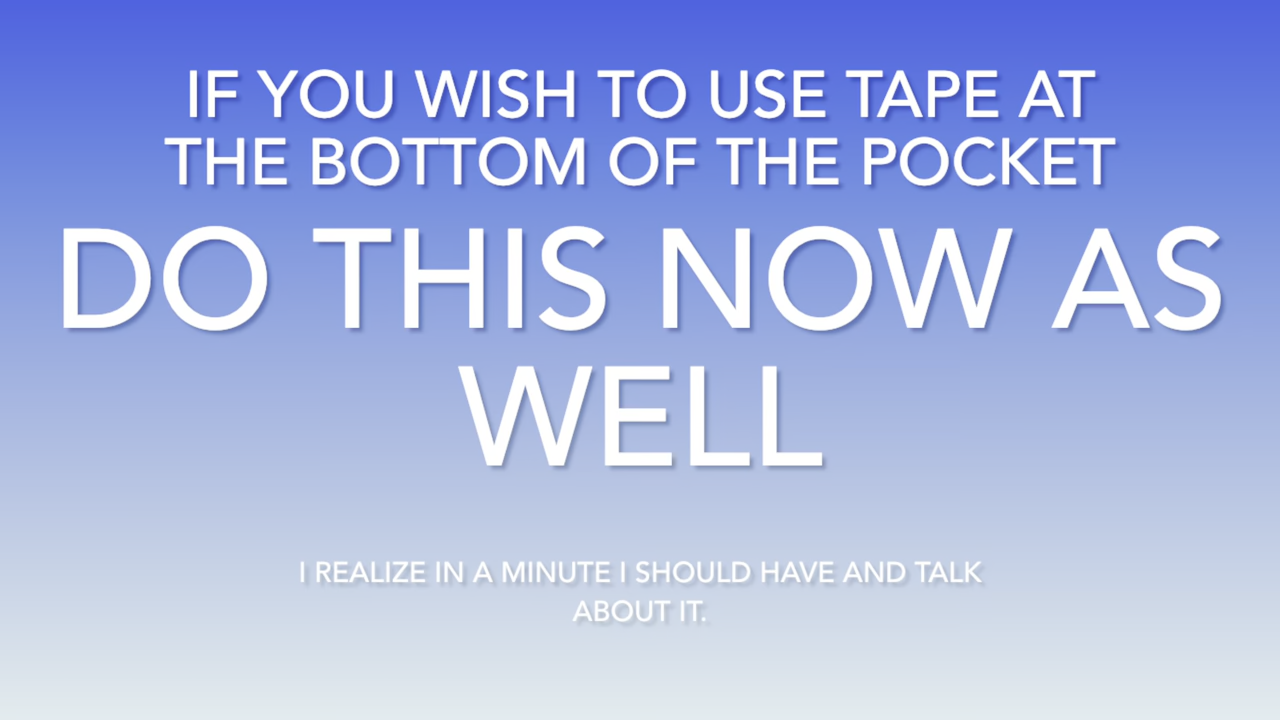 IF YOU WISH TO USE TAPE AT
THE BOTTOM OF THE POCKET
DO THIS NOW AS
WELL
I REALIZE IN A MINUTE I SHOULD HAVE AND TALK
ABOUT IT.